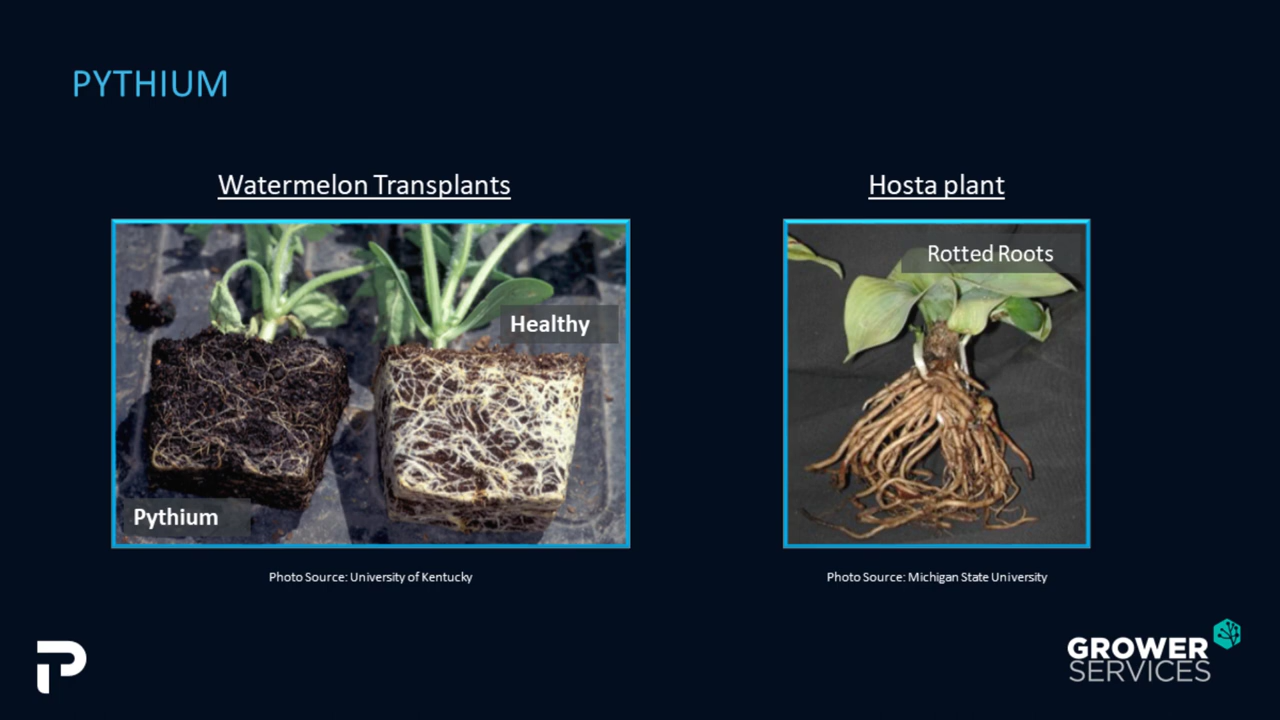 PYTHIUM
Watermelon Transplants
Healthy
Pythium
Photo Source: University of Kentucky
Hosta plant
Rotted Roots
Photo Source: Michigan State University
P
GROWER
SERVICES